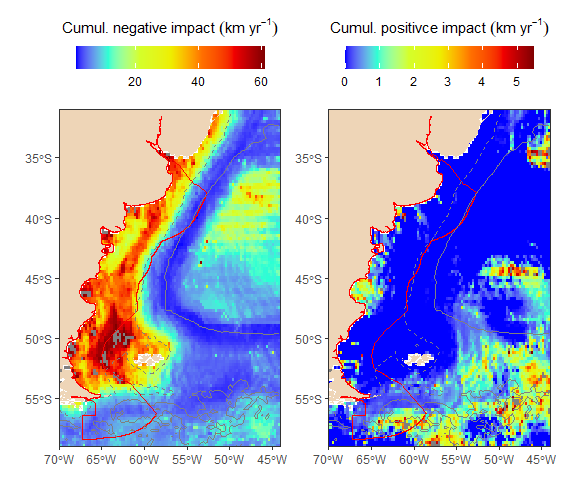 Cumul. negative impact (km yr⁻¹)
20 40 60
35°S
40°S
45°S
50°S
55°S
70°W 65°W 60°W 55°W 50°W 45°W
Cumul. positivce impact (km yr⁻¹)
0 1 2 3 4 5
35°S
40°S
45°S
50°S
55°S
70°W 65°W 60°W 55°W 50°W 45°W